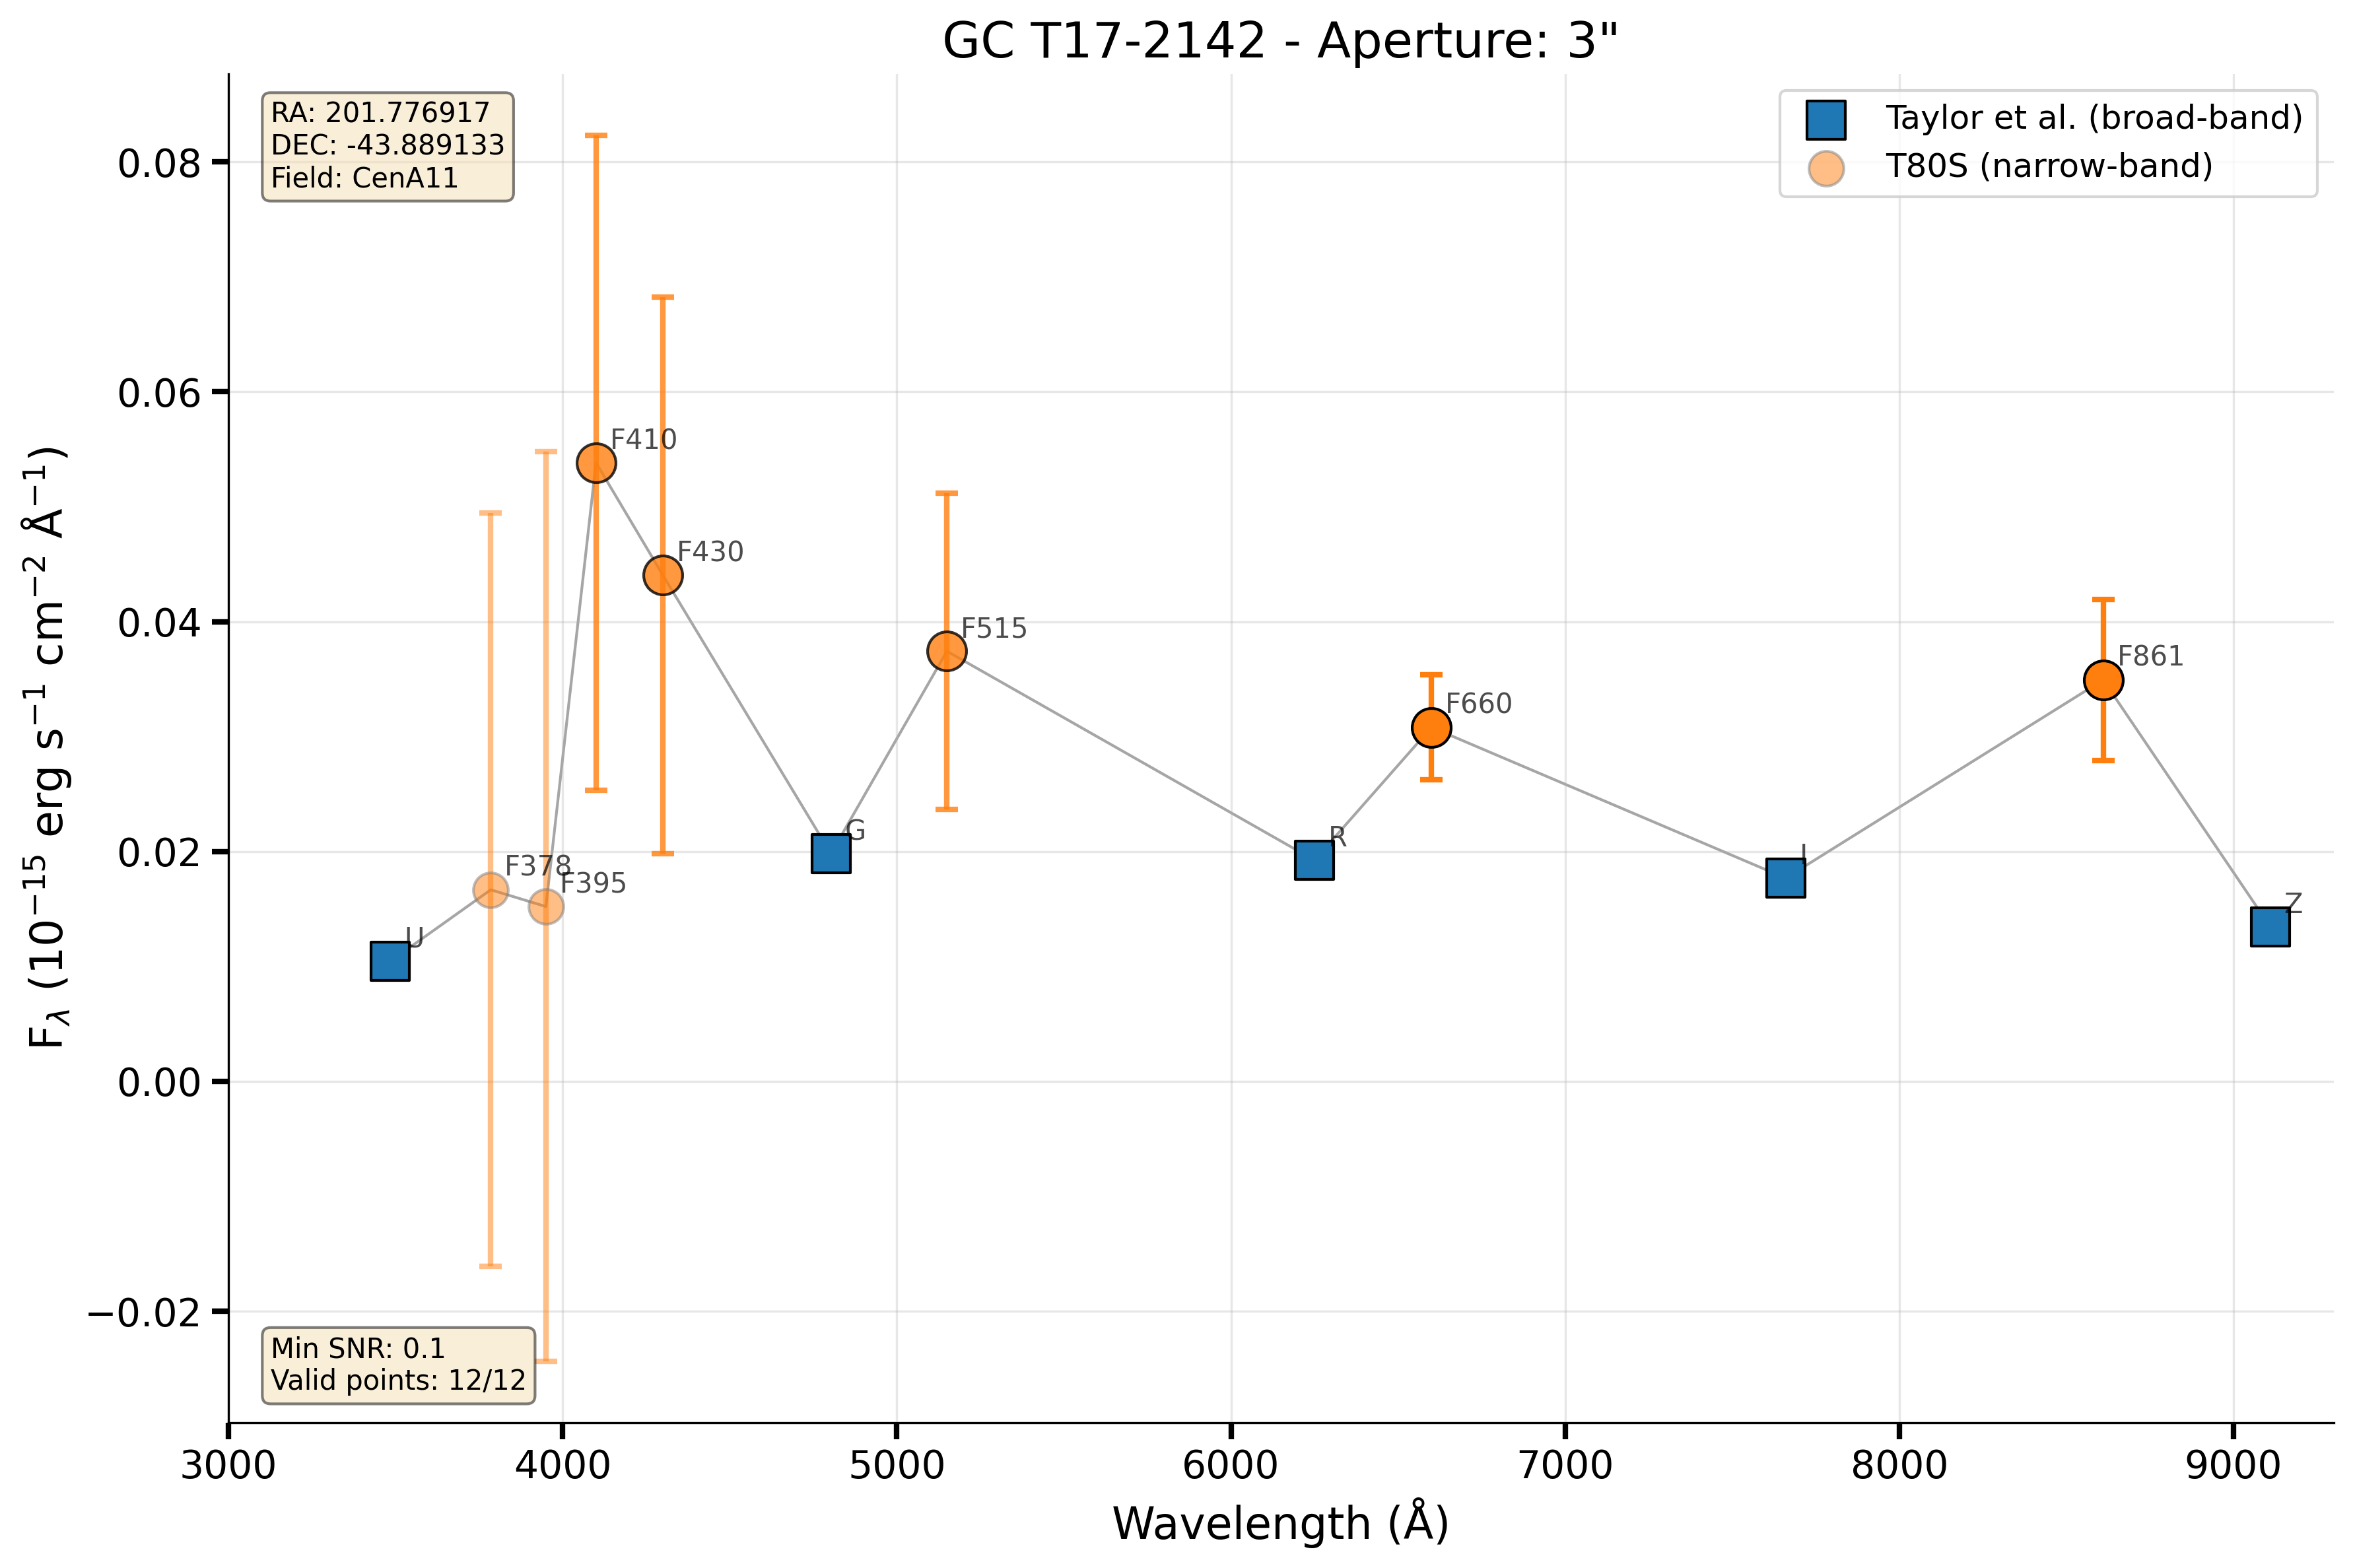 GC T17-2142 - Aperture: 3"
RA: 201.776917
DEC: -43.889133
Field: CenA11
Taylor et al. (broad-band)
T80S (narrow-band)
0.08
0.06
0.04
0.02
0.00
−0.02
F_λ (10⁻¹⁵ erg s⁻¹ cm⁻² Å⁻¹)
F410
F430
F515
F861
F660
G
R
I
F378
F395
Z
U
Min SNR: 0.1
Valid points: 12/12
3000 4000 5000 6000 7000 8000 9000
Wavelength (Å)